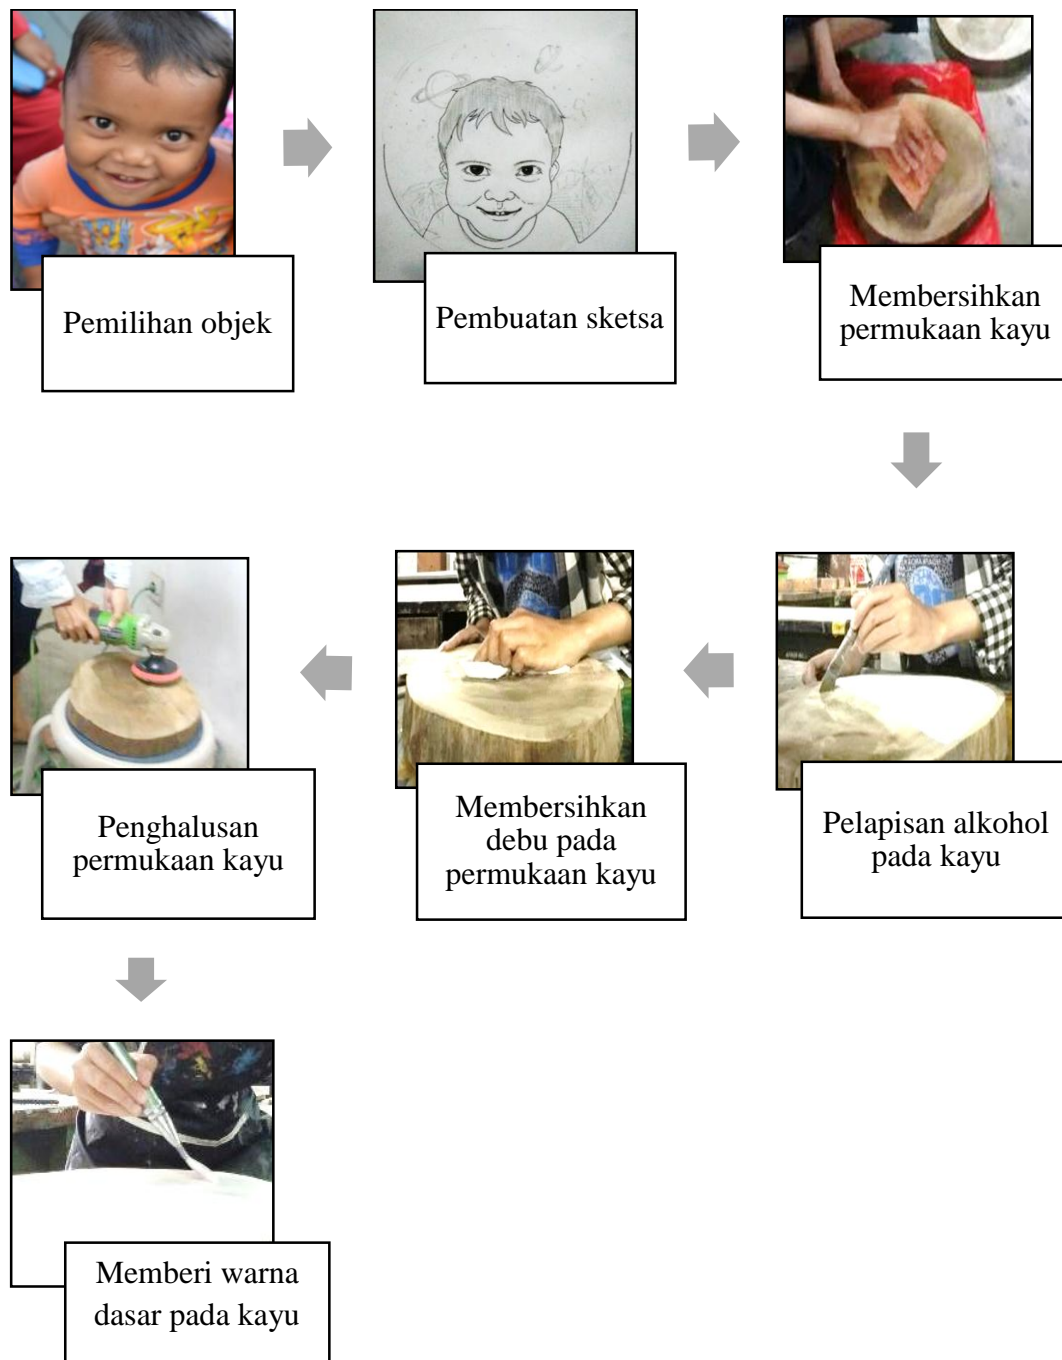 Pemilihan objek
Pembuatan sketsa
Membersihkan
permukaan kayu
Pelapisan alkohol
pada kayu
Membersihkan
debu pada
permukaan kayu
Penghalusan
permukaan kayu
Memberi warna
dasar pada kayu